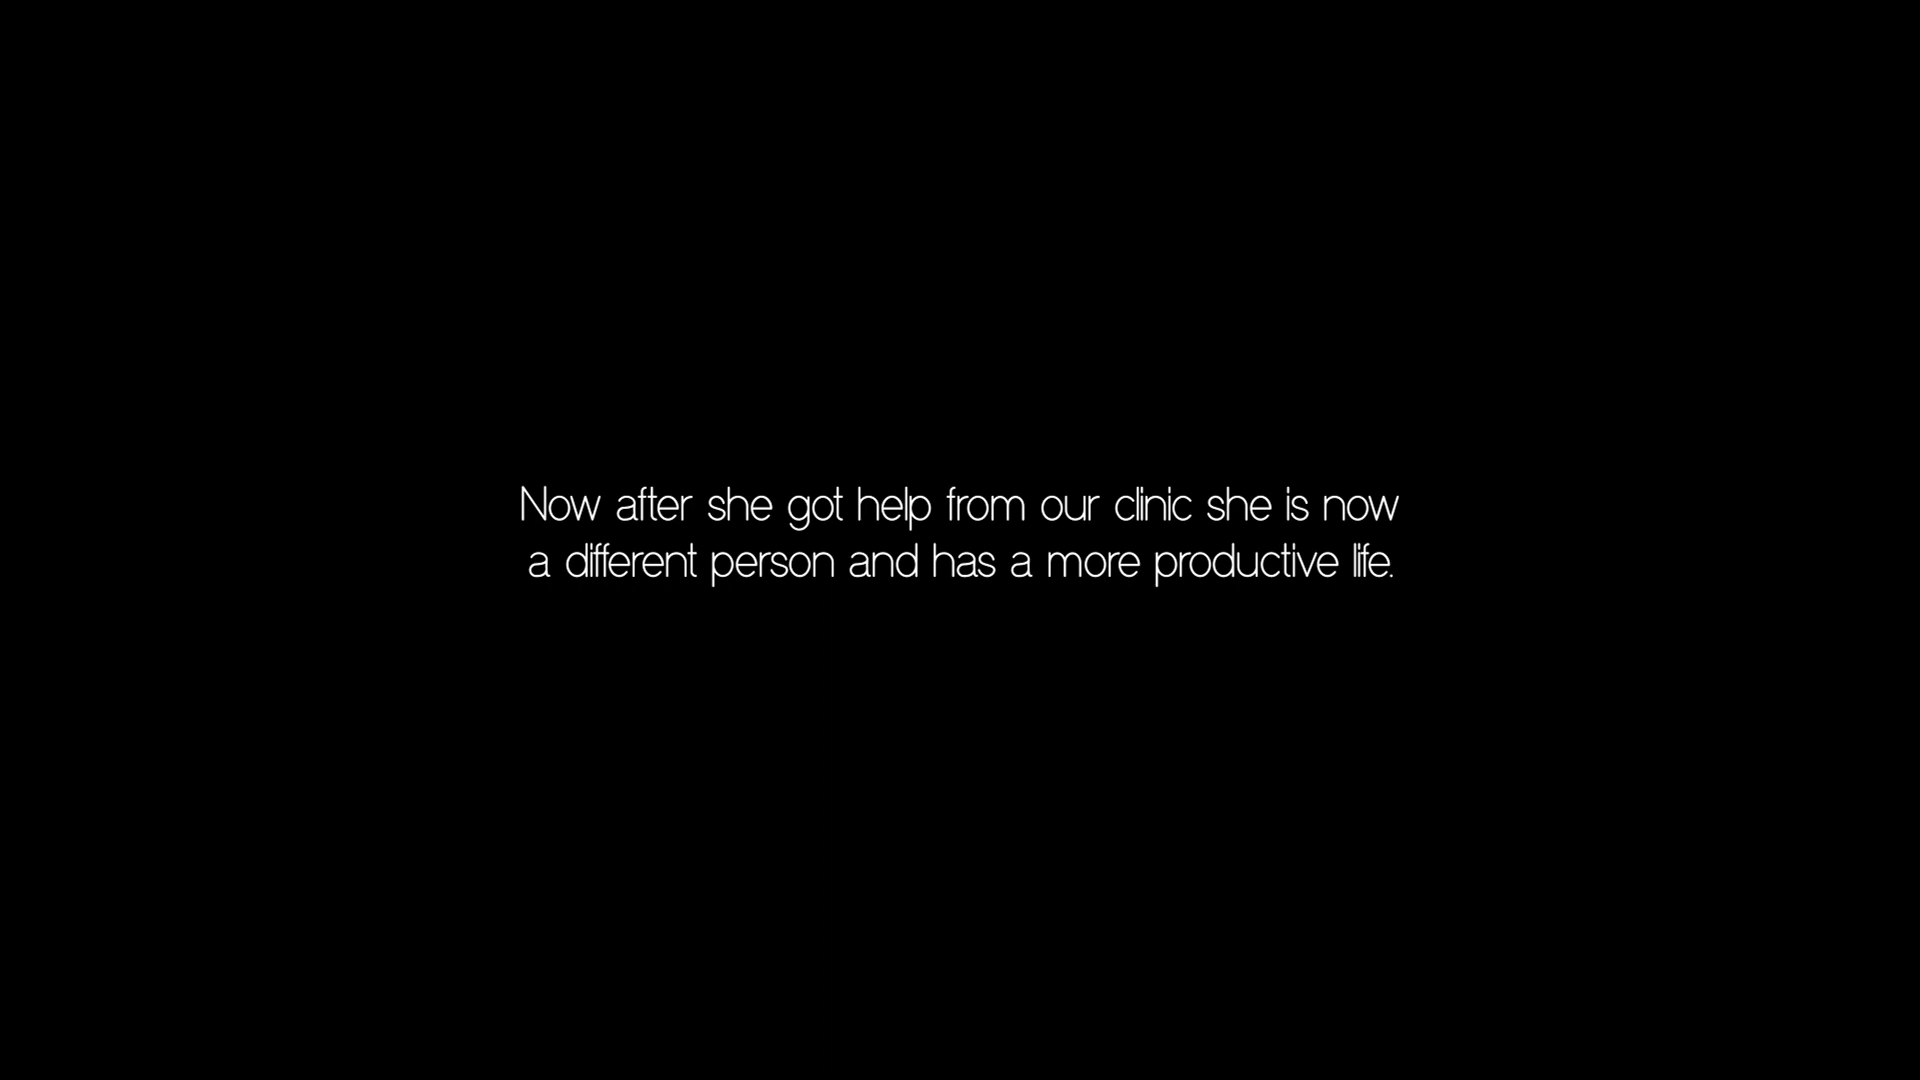 Now after she got help from our clinic she is now
a different person and has a more productive life.